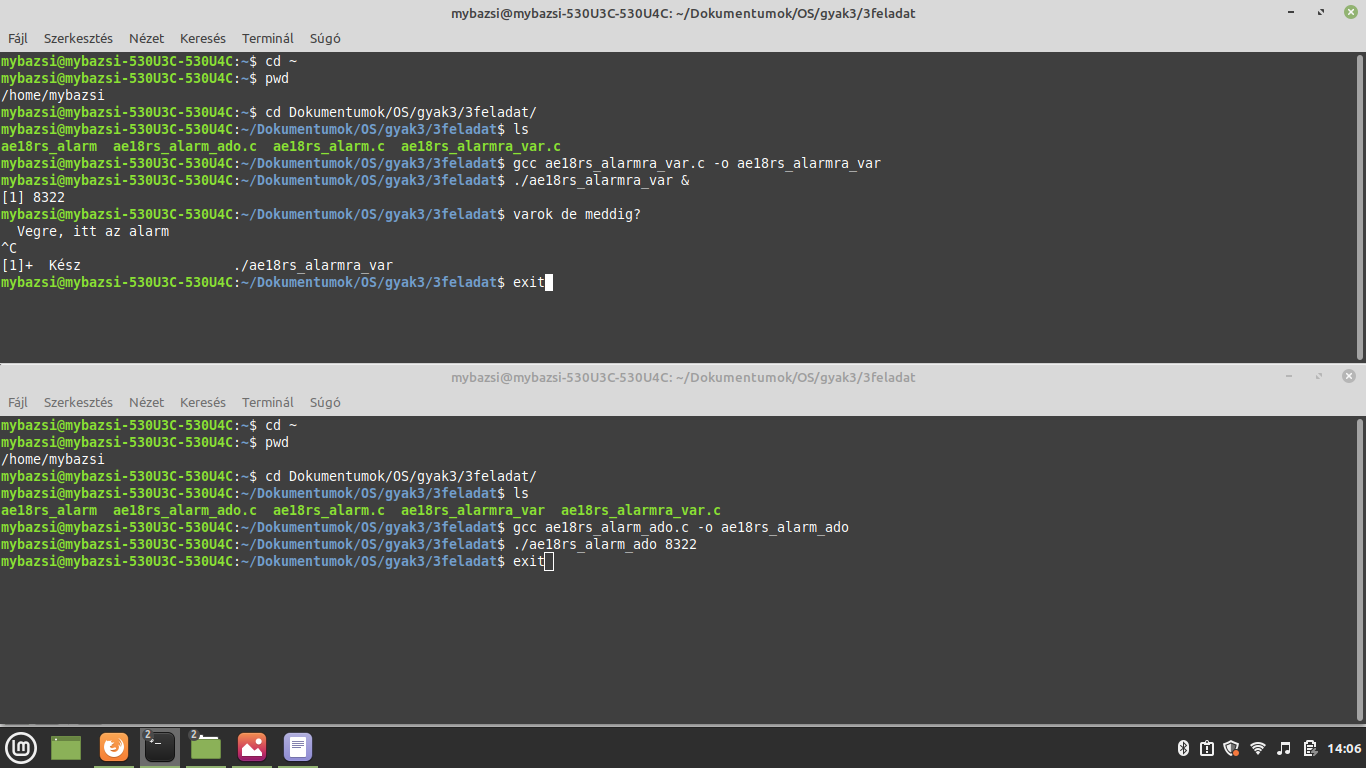 mybazsi@mybazsi-530U3C-530U4C: ~/Dokumentumok/OS/gyak3/3feladat
Fájl Szerkesztés Nézet Keresés Terminál Súgó
mybazsi@mybazsi-530U3C-530U4C:~$ cd ~
mybazsi@mybazsi-530U3C-530U4C:~$ pwd
/home/mybazsi
mybazsi@mybazsi-530U3C-530U4C:~$ cd Dokumentumok/OS/gyak3/3feladat/
mybazsi@mybazsi-530U3C-530U4C:~/Dokumentumok/OS/gyak3/3feladat$ ls
ae18rs_alarm  ae18rs_alarm_ado.c  ae18rs_alarm.c  ae18rs_alarmra_var.c
mybazsi@mybazsi-530U3C-530U4C:~/Dokumentumok/OS/gyak3/3feladat$ gcc ae18rs_alarmra_var.c -o ae18rs_alarmra_var
mybazsi@mybazsi-530U3C-530U4C:~/Dokumentumok/OS/gyak3/3feladat$ ./ae18rs_alarmra_var &
[1] 8322
mybazsi@mybazsi-530U3C-530U4C:~/Dokumentumok/OS/gyak3/3feladat$ varok de meddig?
  Vegre, itt az alarm
^C
[1]+  Kész                   ./ae18rs_alarmra_var
mybazsi@mybazsi-530U3C-530U4C:~/Dokumentumok/OS/gyak3/3feladat$ exit
mybazsi@mybazsi-530U3C-530U4C: ~/Dokumentumok/OS/gyak3/3feladat
Fájl Szerkesztés Nézet Keresés Terminál Súgó
mybazsi@mybazsi-530U3C-530U4C:~$ cd ~
mybazsi@mybazsi-530U3C-530U4C:~$ pwd
/home/mybazsi
mybazsi@mybazsi-530U3C-530U4C:~$ cd Dokumentumok/OS/gyak3/3feladat/
mybazsi@mybazsi-530U3C-530U4C:~/Dokumentumok/OS/gyak3/3feladat$ ls
ae18rs_alarm  ae18rs_alarm_ado.c  ae18rs_alarm.c  ae18rs_alarmra_var  ae18rs_alarmra_var.c
mybazsi@mybazsi-530U3C-530U4C:~/Dokumentumok/OS/gyak3/3feladat$ gcc ae18rs_alarm_ado.c -o ae18rs_alarm_ado
mybazsi@mybazsi-530U3C-530U4C:~/Dokumentumok/OS/gyak3/3feladat$ ./ae18rs_alarm_ado 8322
mybazsi@mybazsi-530U3C-530U4C:~/Dokumentumok/OS/gyak3/3feladat$ exit
2 2 14:06